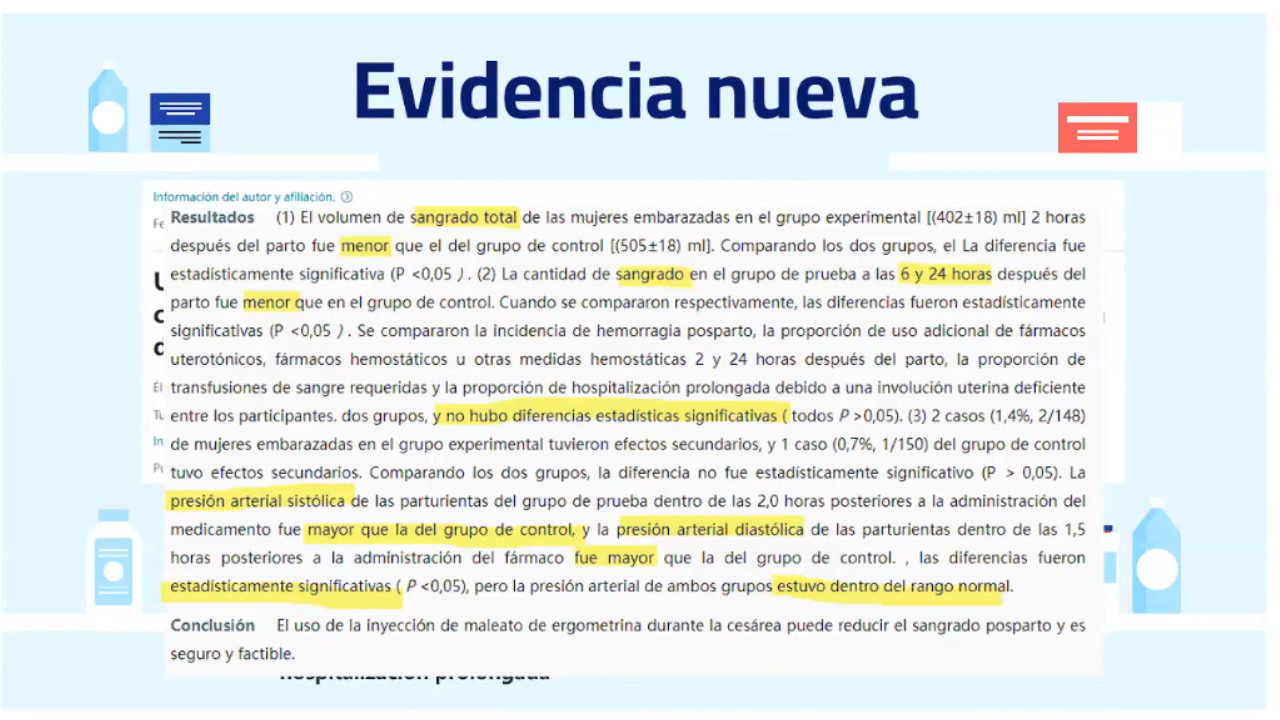 Evidencia nueva
Información del autor y afiliación.
Resultados (1) El volumen de sangrado total de las mujeres embarazadas en el grupo experimental [(402±18) ml] 2 horas
después del parto fue menor que el del grupo de control [(505±18) ml]. Comparando los dos grupos, el La diferencia fue
estadísticamente significativa (P <0,05 ) . (2) La cantidad de sangrado en el grupo de prueba a las 6 y 24 horas después del
parto fue menor que en el grupo de control. Cuando se compararon respectivamente, las diferencias fueron estadísticamente
significativas (P <0,05 ) . Se compararon la incidencia de hemorragia posparto, la proporción de uso adicional de fármacos
uterotónicos, fármacos hemostáticos u otras medidas hemostáticas 2 y 24 horas después del parto, la proporción de
transfusiones de sangre requeridas y la proporción de hospitalización prolongada debido a una involución uterina deficiente
entre los participantes. dos grupos, y no hubo diferencias estadísticas significativas ( todos P >0,05). (3) 2 casos (1,4%, 2/148)
de mujeres embarazadas en el grupo experimental tuvieron efectos secundarios, y 1 caso (0,7%, 1/150) del grupo de control
tuvo efectos secundarios. Comparando los dos grupos, la diferencia no fue estadísticamente significativo (P > 0,05). La
presión arterial sistólica de las parturientas del grupo de prueba dentro de las 2,0 horas posteriores a la administración del
medicamento fue mayor que la del grupo de control, y la presión arterial diastólica de las parturientas dentro de las 1,5
horas posteriores a la administración del fármaco fue mayor que la del grupo de control. , las diferencias fueron
estadísticamente significativas ( P <0,05), pero la presión arterial de ambos grupos estuvo dentro del rango normal.
Conclusión El uso de la inyección de maleato de ergometrina durante la cesárea puede reducir el sangrado posparto y es
seguro y factible.
hospitalización prolongada